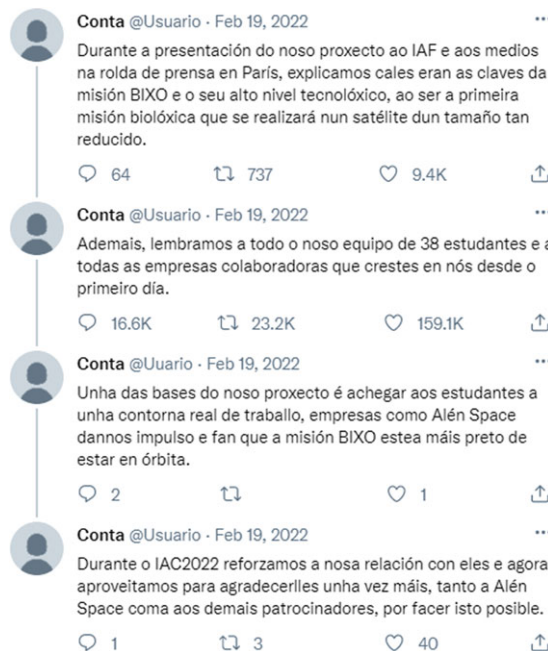 Conta @Usuario · Feb 19, 2022
Durante a presentación do noso proxecto ao IAF e aos medios
na rolda de prensa en París, explicamos cales eran as claves da
misión BIXO e o seu alto nivel tecnolóxico, ao ser a primeira
misión biolóxica que se realizará nun satélite dun tamaño tan
reducido.
64 737 9.4K
Conta @Usuario · Feb 19, 2022
Ademais, lembramos a todo o noso equipo de 38 estudantes e a
todas as empresas colaboradoras que crestes en nós desde o
primeiro día.
16.6K 23.2K 159.1K
Conta @Uuario · Feb 19, 2022
Unha das bases do noso proxecto é achegar aos estudantes a
unha contorna real de traballo, empresas como Alén Space
dannos impulso e fan que a misión BIXO estea máis preto de
estar en órbita.
2 1
Conta @Usuario · Feb 19, 2022
Durante o IAC2022 reforzamos a nosa relación con eles e agora
aproveitamos para agradecerlles unha vez máis, tanto a Alén
Space coma aos demais patrocinadores, por facer isto posible.
1 3 40